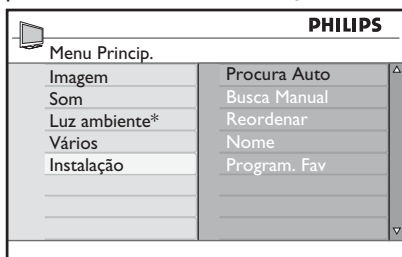 PHILIPS
Menu Princip.
Imagem
Som
Luz ambiente*
Vários
Instalação
Procura Auto
Busca Manual
Reordenar
Nome
Program. Fav